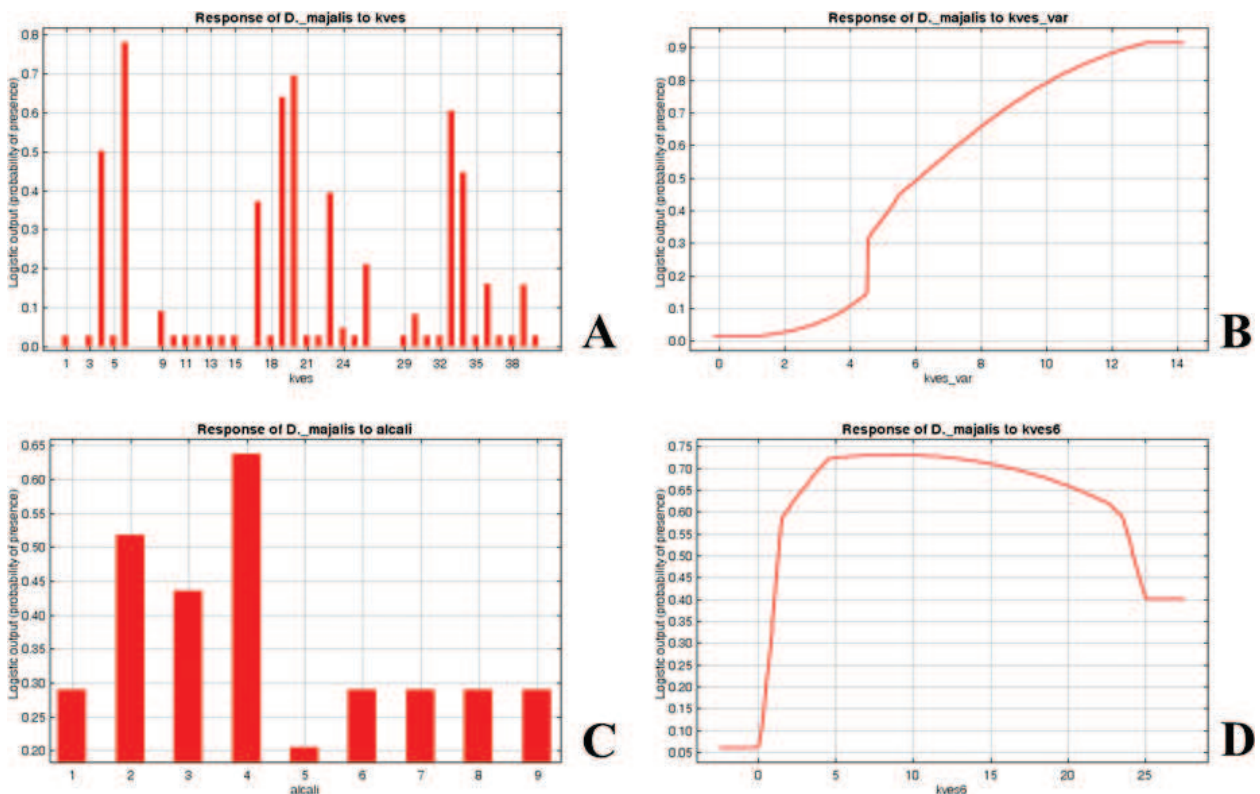 Response of D._majalis to kves
Logistic output (probability of presence)
0.8
0.7
0.6
0.5
0.4
0.3
0.2
0.1
0.0
1 3 5 9 11 13 15 18 21 24 29 32 35 38
kves
A
Response of D._majalis to kves_var
Logistic output (probability of presence)
0.9
0.8
0.7
0.6
0.5
0.4
0.3
0.2
0.1
0.0
0 2 4 6 8 10 12 14
kves_var
B
Response of D._majalis to alcali
Logistic output (probability of presence)
0.65
0.60
0.55
0.50
0.45
0.40
0.35
0.30
0.25
0.20
1 2 3 4 5 6 7 8 9
alcali
C
Response of D._majalis to kves6
Logistic output (probability of presence)
0.75
0.70
0.65
0.60
0.55
0.50
0.45
0.40
0.35
0.30
0.25
0.20
0.15
0.10
0.05
0 5 10 15 20 25
kves6
D